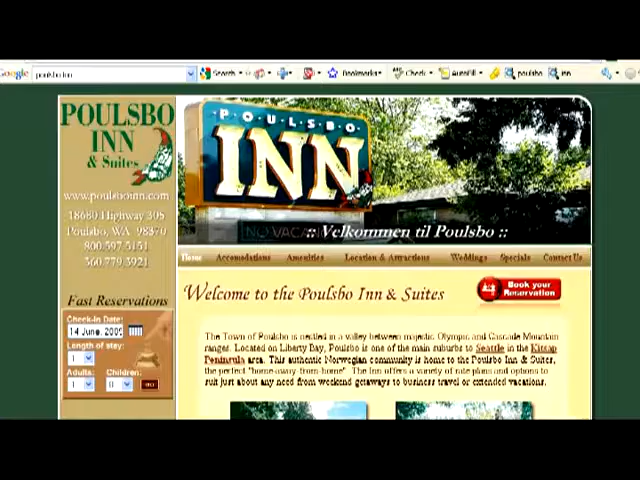 Google
poulsbo inn
Search
Bookmarks
Check
AutoFill
poulsbo
inn
POULSBO
INN
& Suites
www.poulsboinn.com
18680 Highway 305
Poulsbo, WA 98370
800.597.5151
360.779.3921
POULSBO
INN
NO VACAN
:: Velkommen til Poulsbo ::
Home Accomodations Amenities Location & Attractions Weddings Specials Contact Us
Fast Reservations
Check-In Date:
14 June, 2009
Length of stay:
1
Adults: Children:
1 0
Welcome to the Poulsbo Inn & Suites
Book your
Reservation
The Town of Poulsbo is nestled in a valley between majestic Olympic and Cascade Mountain
ranges. Located on Liberty Bay, Poulsbo is one of the main suburbs to Seattle in the Kitsap
Peninsula area. This authentic Norwegian community is home to the Poulsbo Inn & Suites,
the perfect "home-away-from-home". The Inn offers a variety of rate plans and options to
suit just about any need from weekend getaways to business travel or extended vacations.